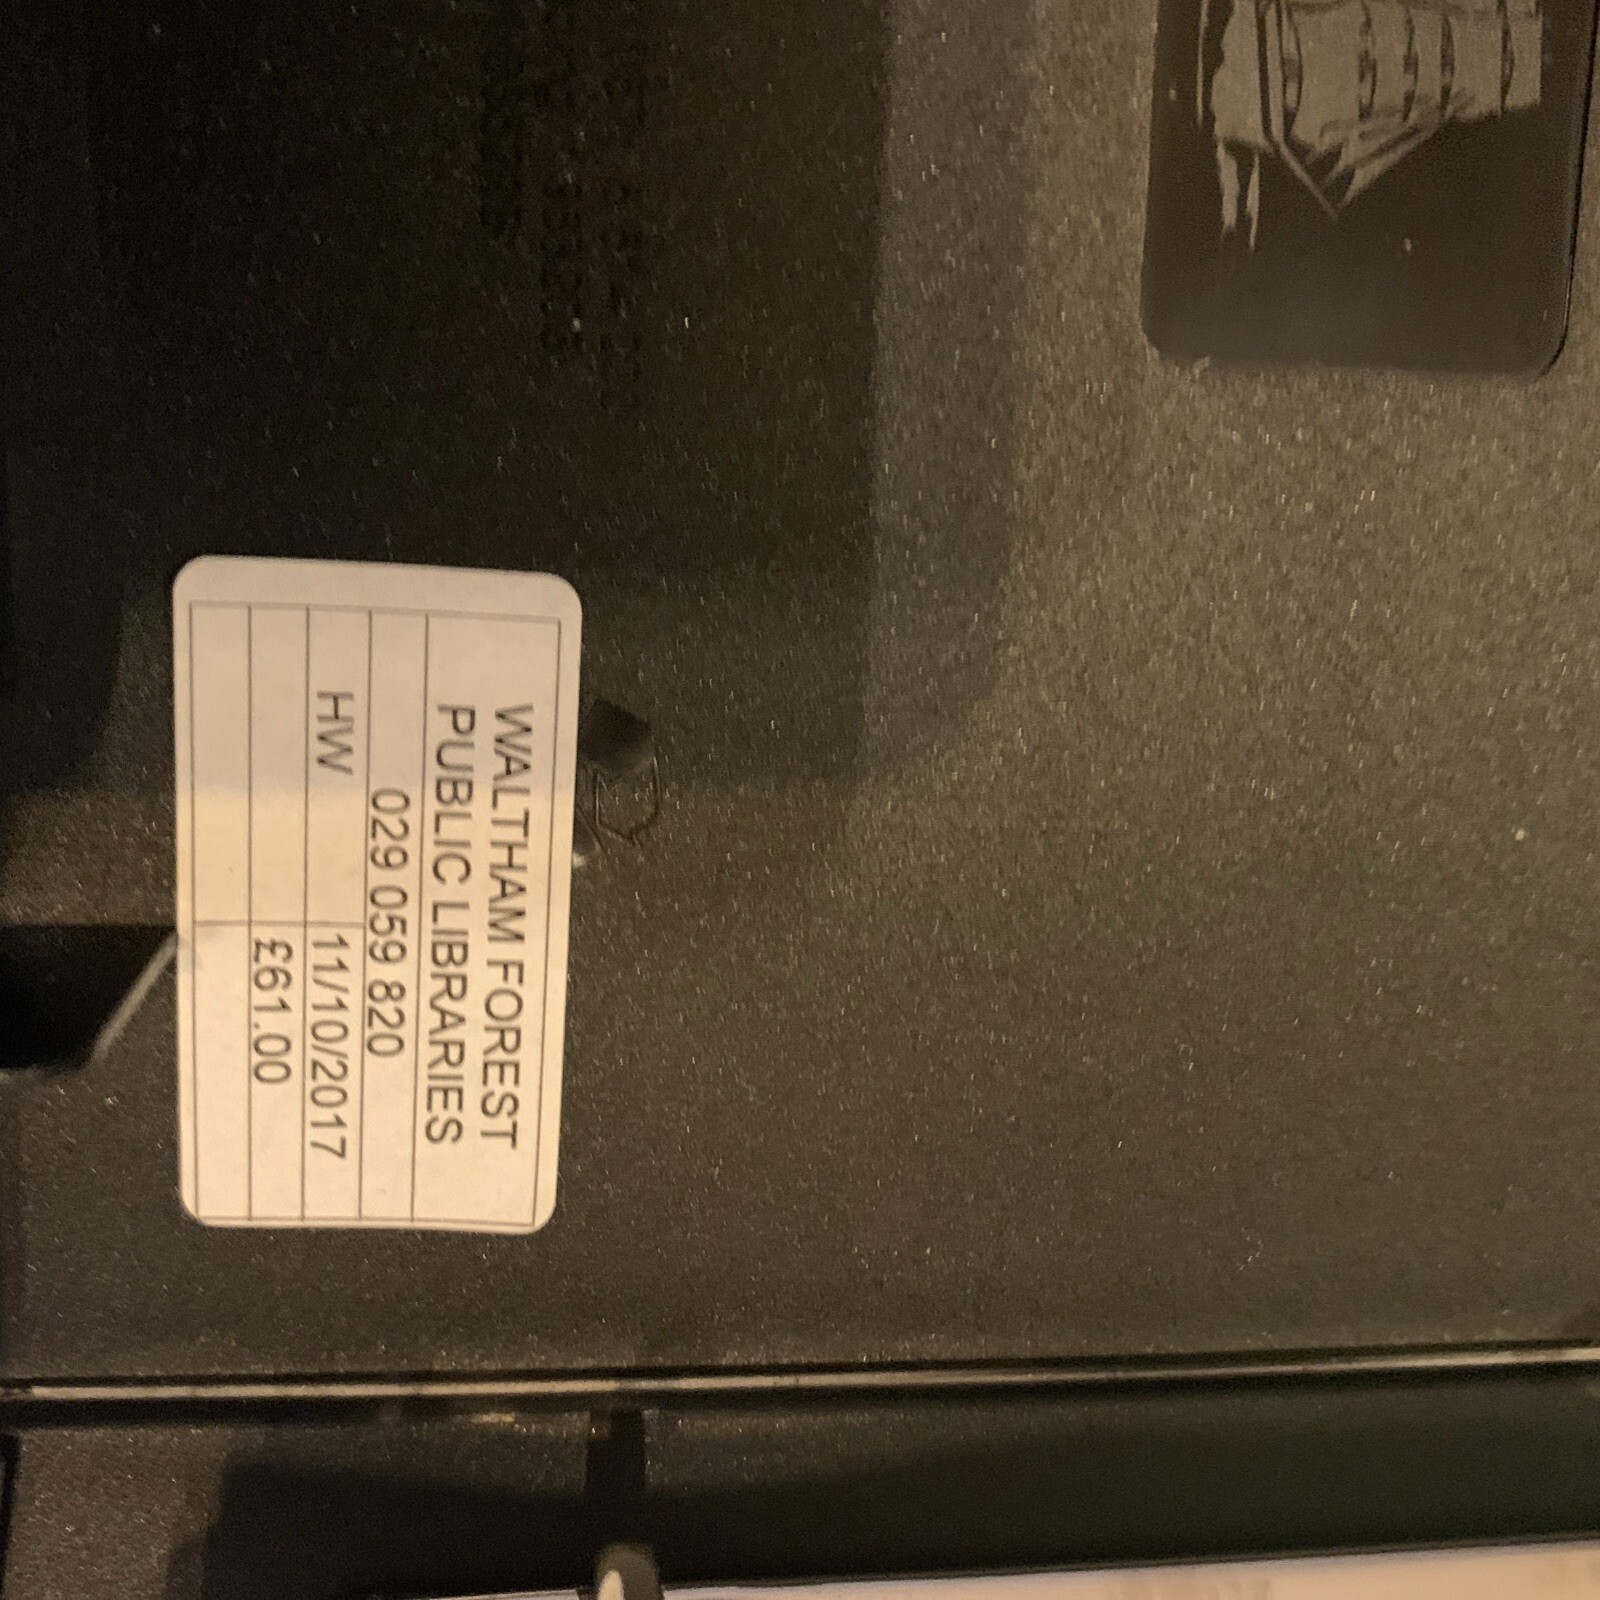 WALTHAM FOREST
PUBLIC LIBRARIES
029 059 820
HW 11/10/2017
£61.00